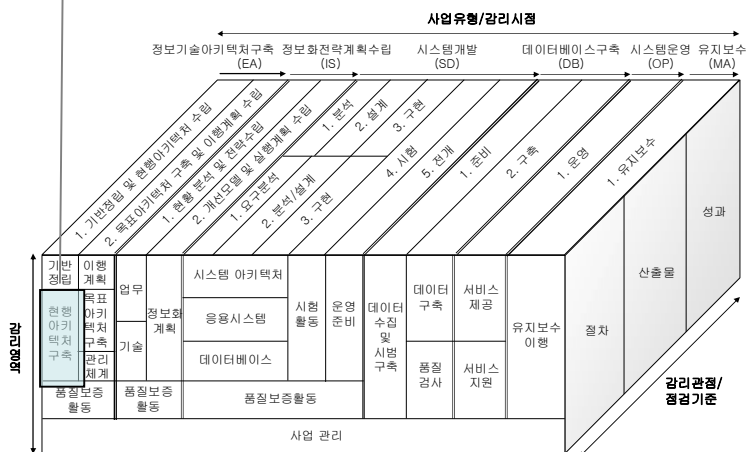 사업유형/감리시점
정보기술아키텍처구축
(EA)
정보화전략계획수립
(IS)
시스템개발
(SD)
데이터베이스구축
(DB)
시스템운영
(OP)
유지보수
(MA)
1. 기반정립 및 현행아키텍처 수립
2. 목표아키텍처 구축 및 이행계획 수립
1. 현황 분석 및 전략수립
2. 개선모델 및 실행계획 수립
1. 분석
2. 설계
3. 구현
1. 요구분석
2. 분석/설계
3. 구현
4. 시험
5. 전개
1. 준비
2. 구축
1. 운영
1. 유지보수
감리영역
기반
정립
이행
계획
현행
아키
텍처
구축
목표
아키
텍처
구축
관리
체계
품질보증
활동
업무
기술
정보화
계획
품질보증
활동
시스템 아키텍처
응용시스템
데이터베이스
시험
활동
운영
준비
품질보증활동
데이터
수집
및
시범
구축
데이터
구축
품질
검사
서비스
제공
서비스
지원
유지보수
이행
사업 관리
절차
산출물
성과
감리관점/
점검기준